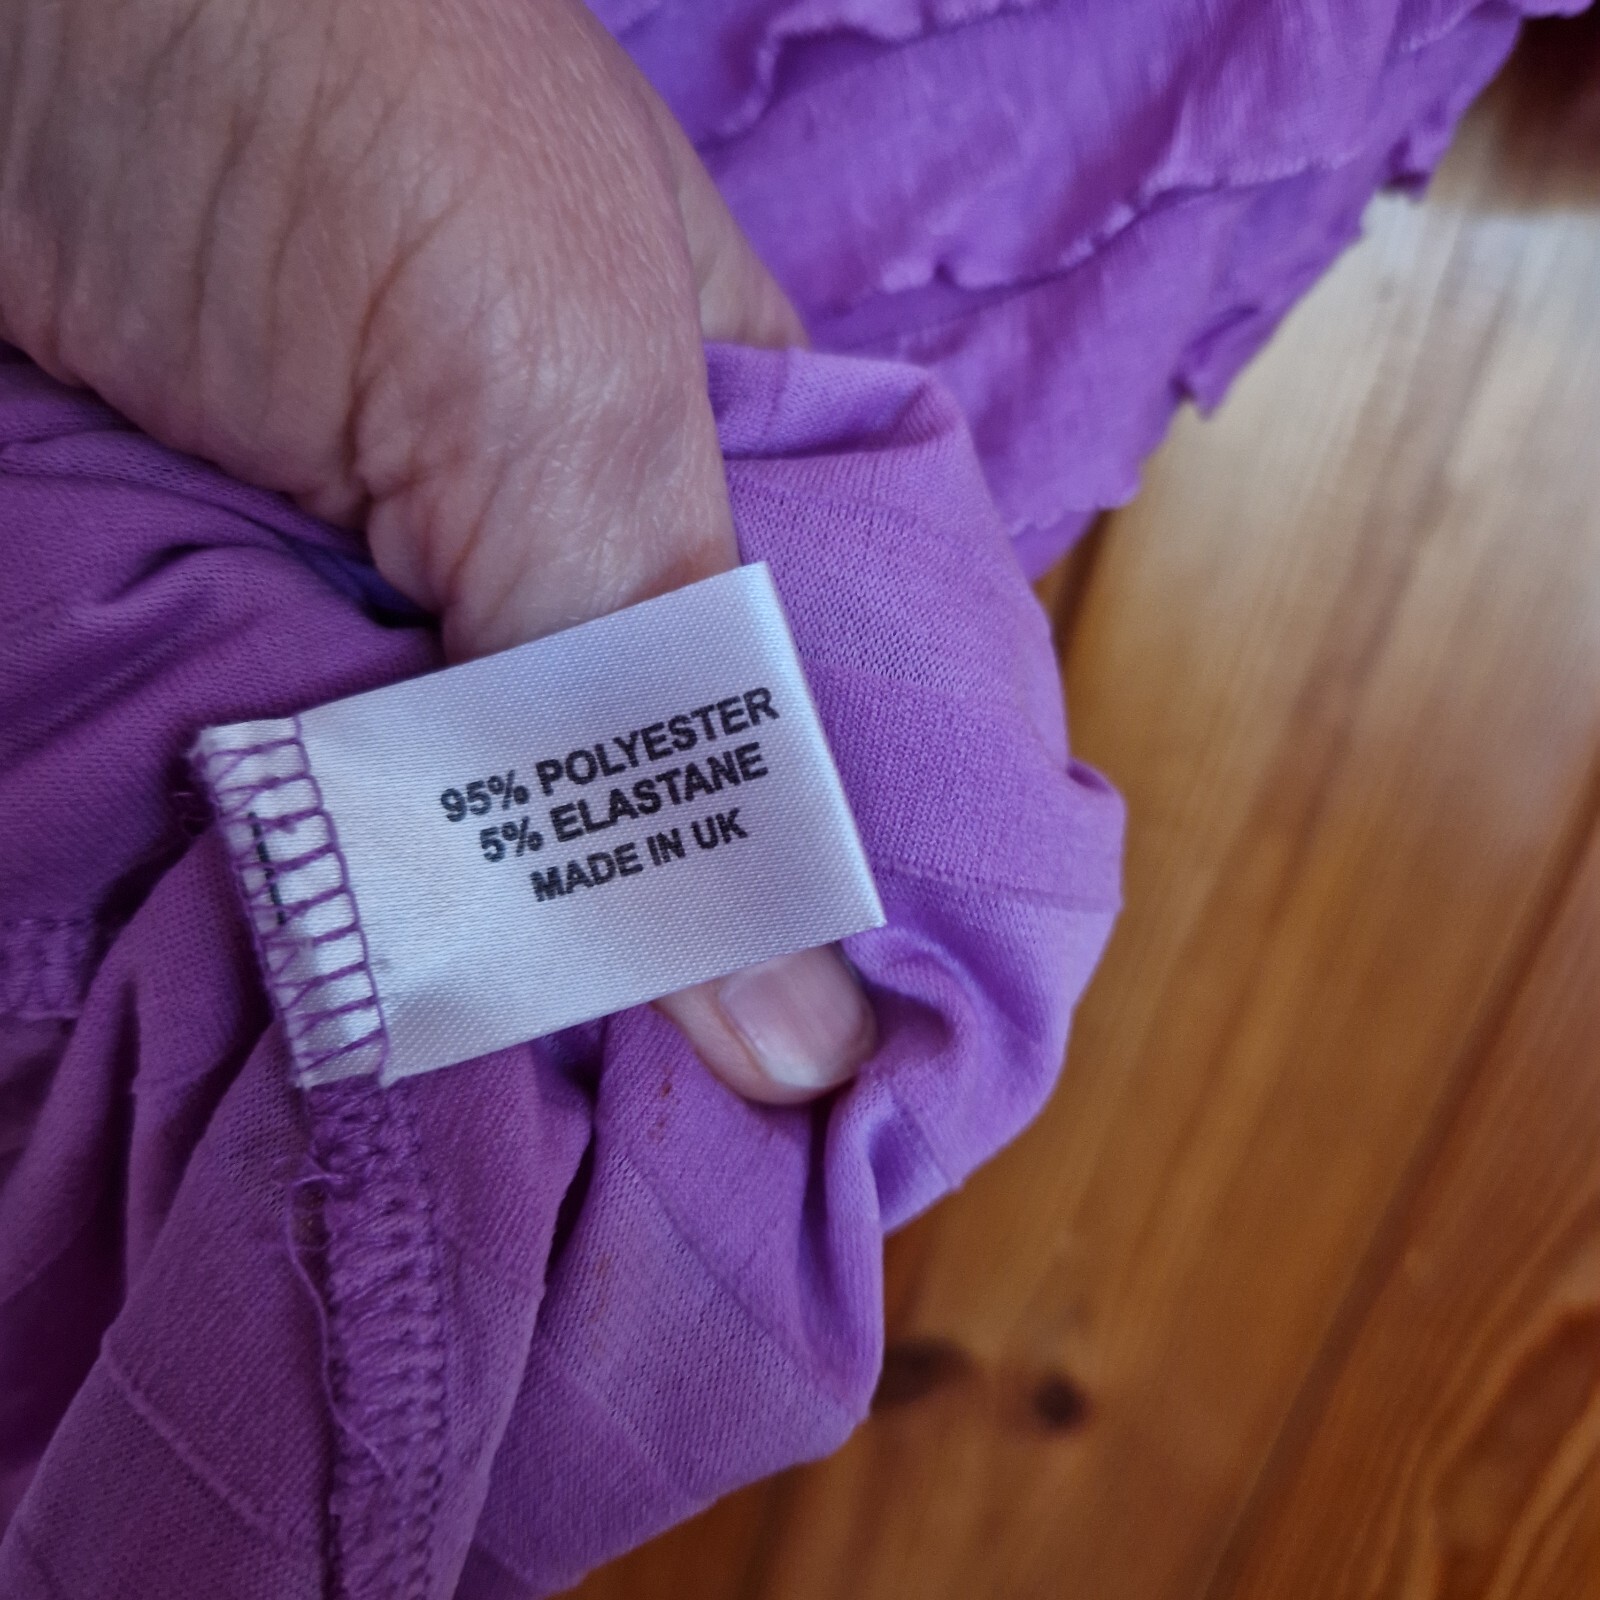 95% POLYESTER
5% ELASTANE
MADE IN UK